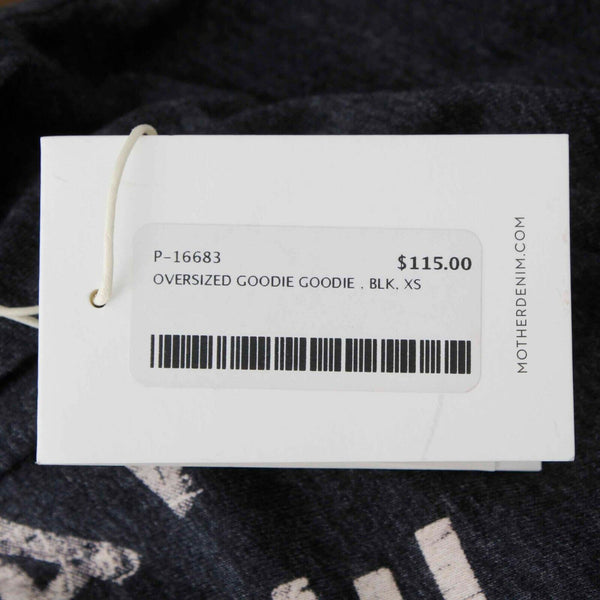 P-16683 $115.00
OVERSIZED GOODIE GOODIE . BLK. XS
MOTHERDENIM.COM